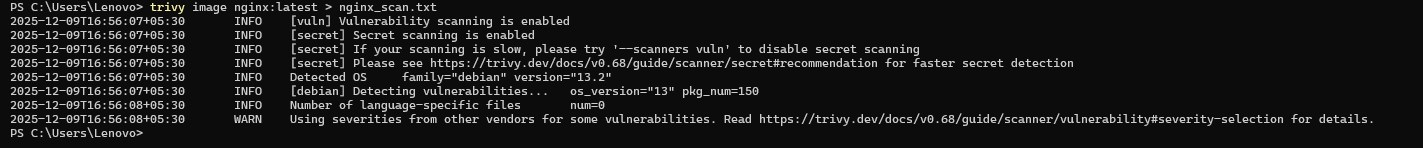 PS C:\Users\Lenovo> trivy image nginx:latest > nginx_scan.txt
2025-12-09T16:56:07+05:30	INFO	[vuln] Vulnerability scanning is enabled
2025-12-09T16:56:07+05:30	INFO	[secret] Secret scanning is enabled
2025-12-09T16:56:07+05:30	INFO	[secret] If your scanning is slow, please try '--scanners vuln' to disable secret scanning
2025-12-09T16:56:07+05:30	INFO	[secret] Please see https://trivy.dev/docs/v0.68/guide/scanner/secret#recommendation for faster secret detection
2025-12-09T16:56:07+05:30	INFO	Detected OS	family="debian" version="13.2"
2025-12-09T16:56:07+05:30	INFO	[debian] Detecting vulnerabilities...	os_version="13" pkg_num=150
2025-12-09T16:56:08+05:30	INFO	Number of language-specific files	num=0
2025-12-09T16:56:08+05:30	WARN	Using severities from other vendors for some vulnerabilities. Read https://trivy.dev/docs/v0.68/guide/scanner/vulnerability#severity-selection for details.
PS C:\Users\Lenovo>